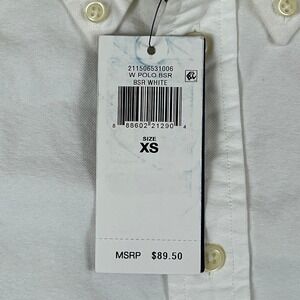 211506531006
W POLO BSR
BSR WHITE
8 88602 21290 4
SIZE
XS
MSRP $89.50